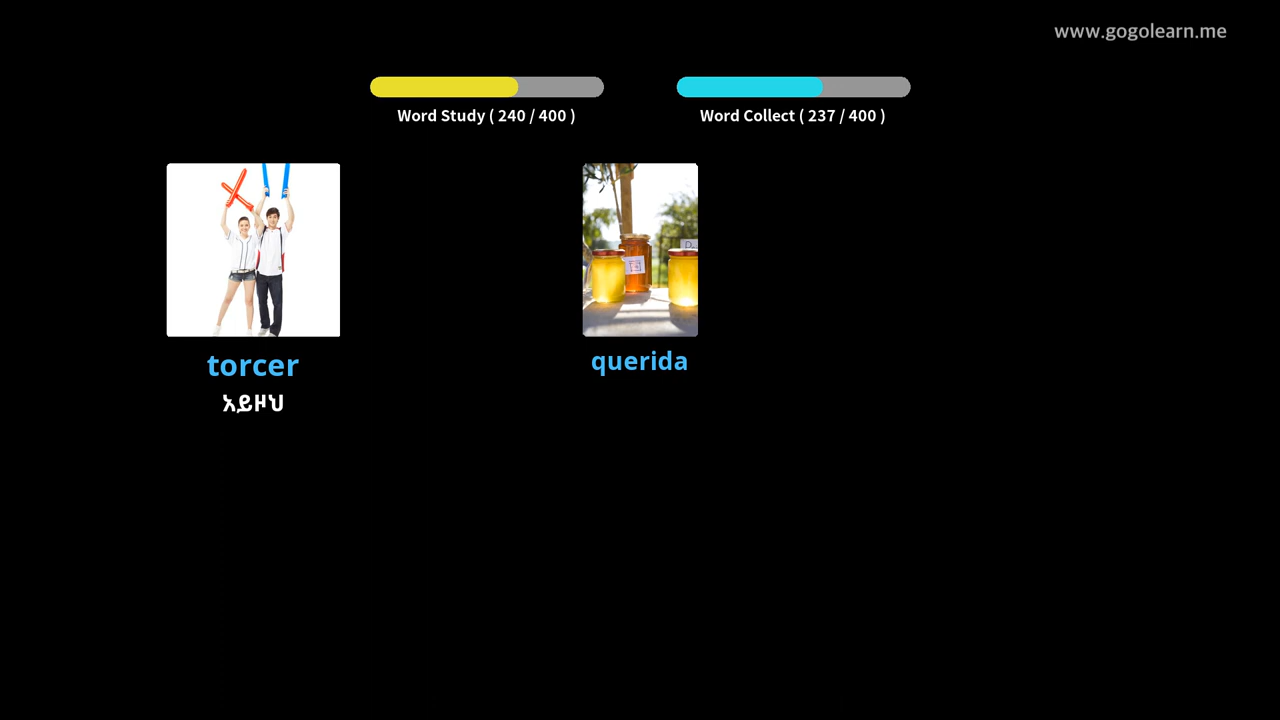 www.gogolearn.me
Word Study ( 240 / 400 )
Word Collect ( 237 / 400 )
torcer
querida
አይዞህ